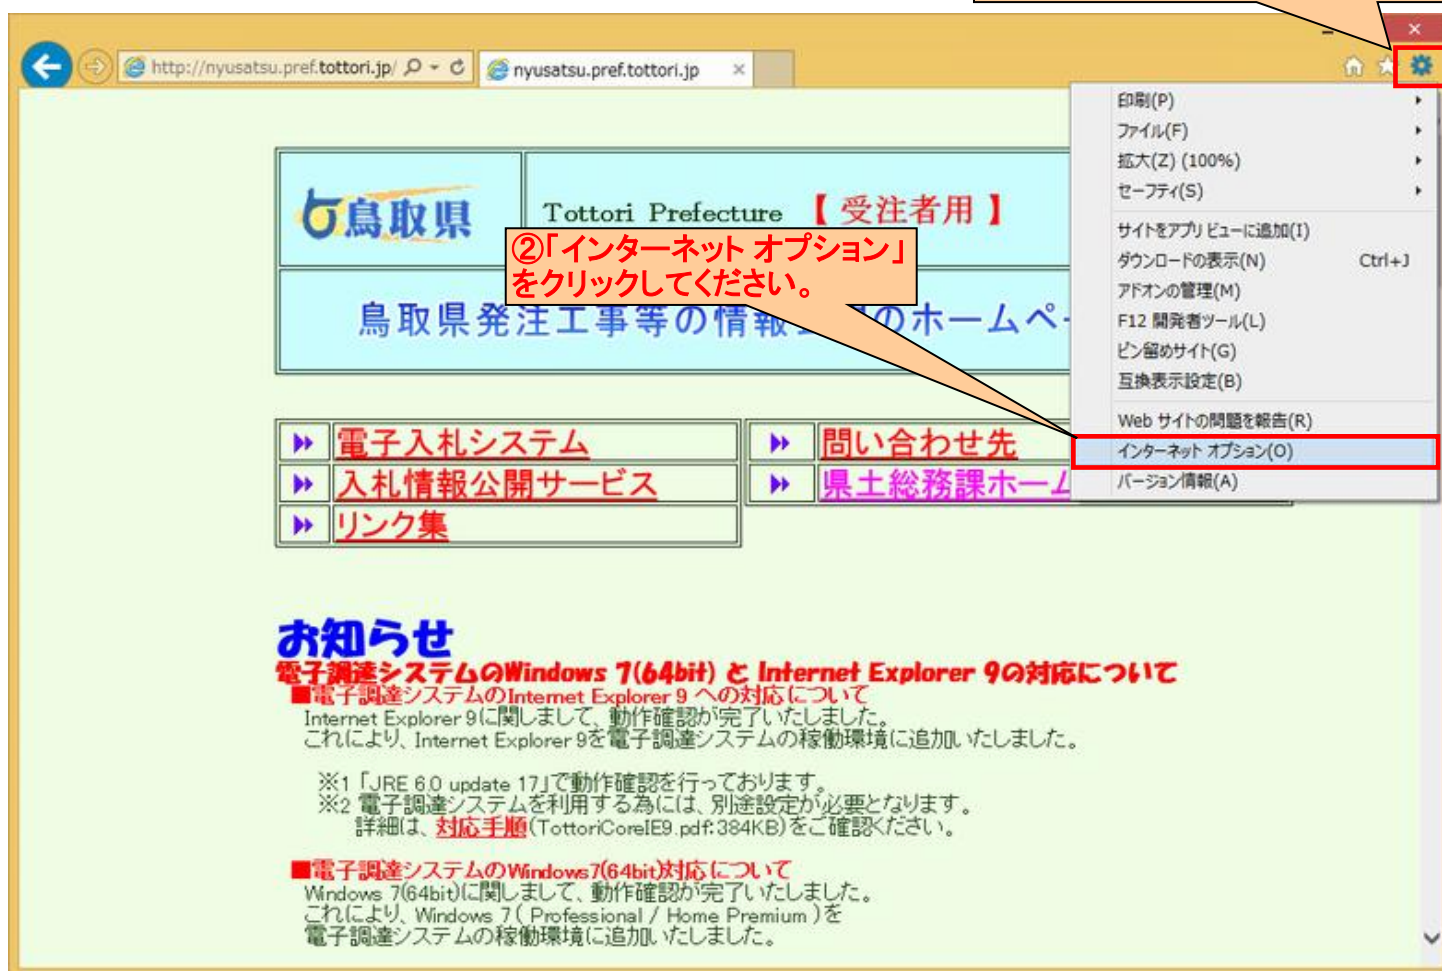 http://nyusatsu.pref.tottori.jp/
nyusatsu.pref.tottori.jp
印刷(P)
ファイル(F)
拡大(Z) (100%)
セーフティ(S)
サイトをアプリ ビューに追加(I)
ダウンロードの表示(N) Ctrl+J
アドオンの管理(M)
F12 開発者ツール(L)
ピン留めサイト(G)
互換表示設定(B)
Web サイトの問題を報告(R)
インターネット オプション(O)
バージョン情報(A)
鳥取県
Tottori Prefecture 【 受注者用 】
②「インターネット オプション」
をクリックしてください。
鳥取県発注工事等の情報 のホームペ
電子入札システム
問い合わせ先
入札情報公開サービス
県土総務課ホーム
リンク集
お知らせ
電子調達システムのWindows 7(64bit) と Internet Explorer 9の対応について
■電子調達システムのInternet Explorer 9 への対応について
Internet Explorer 9に関しまして、動作確認が完了いたしました。
これにより、Internet Explorer 9を電子調達システムの稼働環境に追加いたしました。
※1 「JRE 6.0 update 17」で動作確認を行っております。
※2 電子調達システムを利用する為には、別途設定が必要となります。
詳細は、対応手順(TottoriCoreIE9.pdf:384KB)をご確認ください。
■電子調達システムのWindows7(64bit)対応について
Windows 7(64bit)に関しまして、動作確認が完了いたしました。
これにより、Windows 7 ( Professional / Home Premium )を
電子調達システムの稼働環境に追加いたしました。